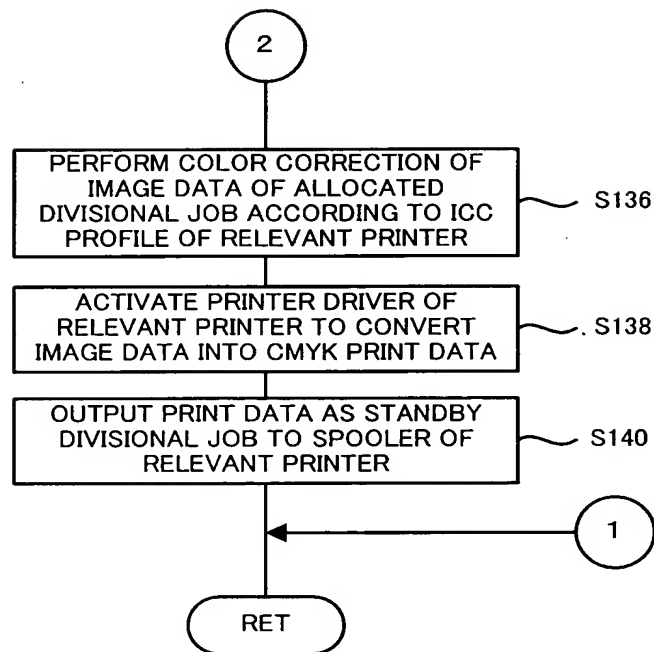 2
PERFORM COLOR CORRECTION OF
IMAGE DATA OF ALLOCATED
DIVISIONAL JOB ACCORDING TO ICC
PROFILE OF RELEVANT PRINTER
S136
ACTIVATE PRINTER DRIVER OF
RELEVANT PRINTER TO CONVERT
IMAGE DATA INTO CMYK PRINT DATA
S138
OUTPUT PRINT DATA AS STANDBY
DIVISIONAL JOB TO SPOOLER OF
RELEVANT PRINTER
S140
1
RET